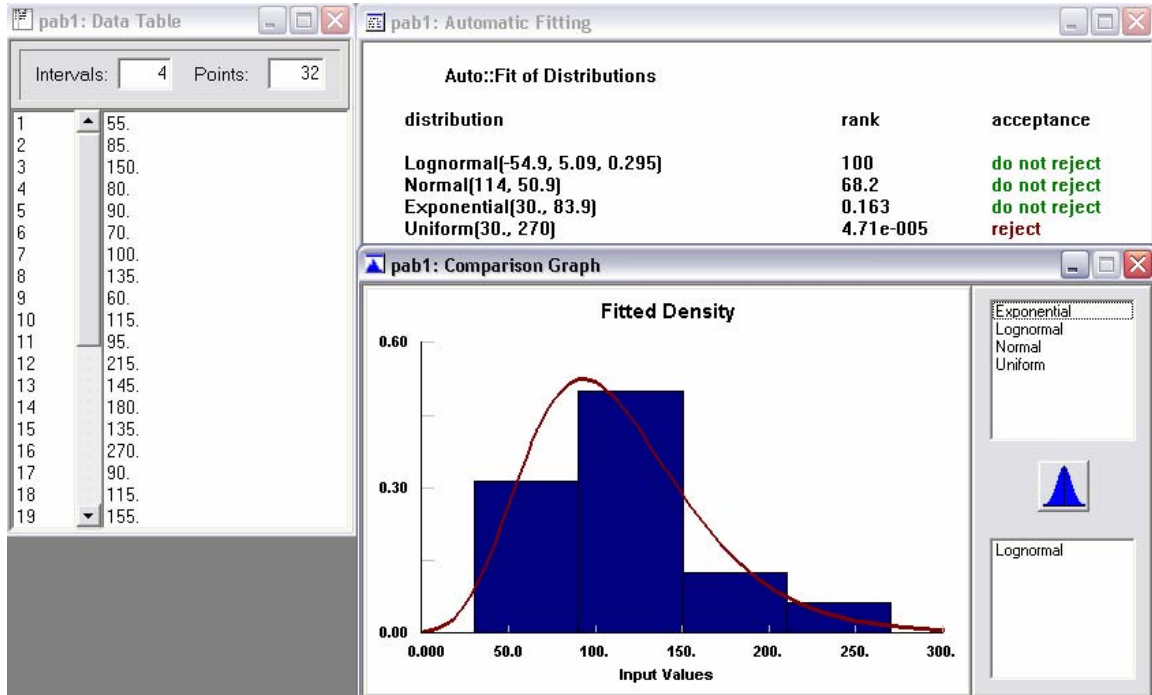 pab1: Data Table
Intervals: 4 Points: 32
1 55.
2 85.
3 150.
4 80.
5 90.
6 70.
7 100.
8 135.
9 60.
10 115.
11 95.
12 215.
13 145.
14 180.
15 135.
16 270.
17 90.
18 115.
19 155.
pab1: Automatic Fitting
Auto::Fit of Distributions
distribution rank acceptance
Lognormal(-54.9, 5.09, 0.295) 100 do not reject
Normal(114, 50.9) 68.2 do not reject
Exponential(30., 83.9) 0.163 do not reject
Uniform(30., 270) 4.71e-005 reject
pab1: Comparison Graph
Fitted Density
0.60
0.30
0.00
0.000 50.0 100. 150. 200. 250. 300.
Input Values
Exponential
Lognormal
Normal
Uniform
Lognormal